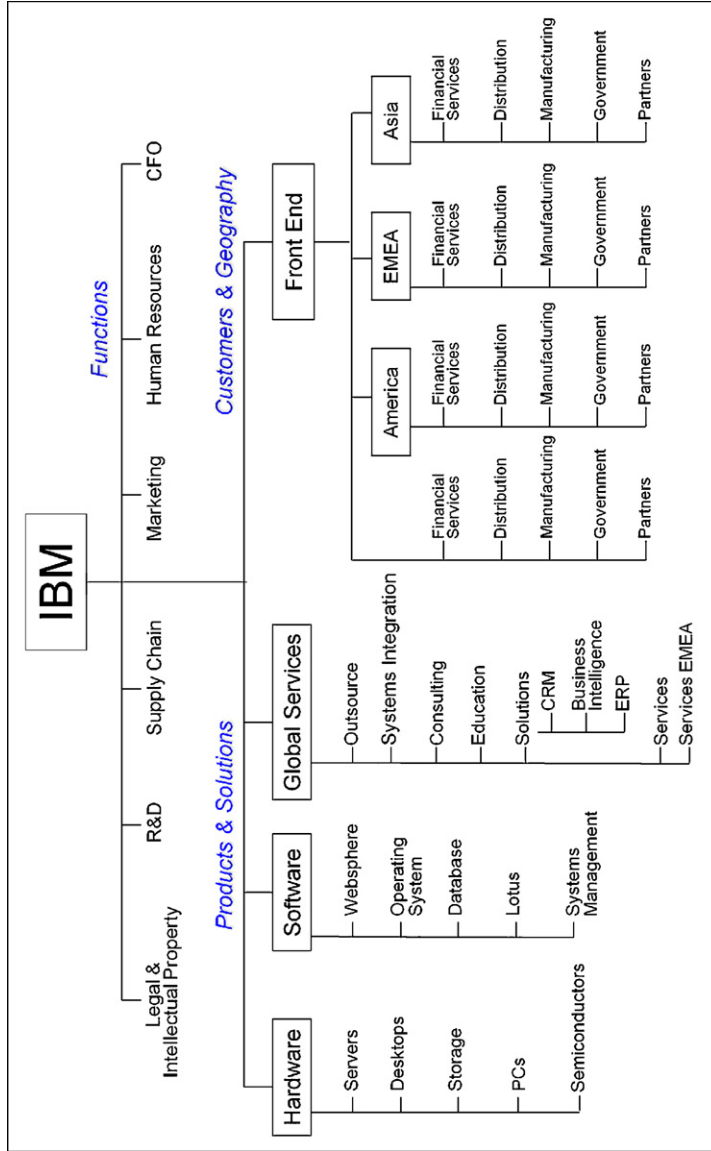 IBM
Functions
Legal &
Intellectual Property
R&D
Supply Chain
Marketing
Human Resources
CFO
Products & Solutions
Customers & Geography
Hardware
Servers
Desktops
Storage
PCs
Semiconductors
Software
Websphere
Operating
System
Database
Lotus
Systems
Management
Global Services
Outsource
Systems Integration
Consulting
Education
Solutions
CRM
Business
Intelligence
ERP
Services
Services EMEA
Front End
Financial
Services
Distribution
Manufacturing
Government
Partners
America
Financial
Services
Distribution
Manufacturing
Government
Partners
EMEA
Financial
Services
Distribution
Manufacturing
Government
Partners
Asia
Financial
Services
Distribution
Manufacturing
Government
Partners